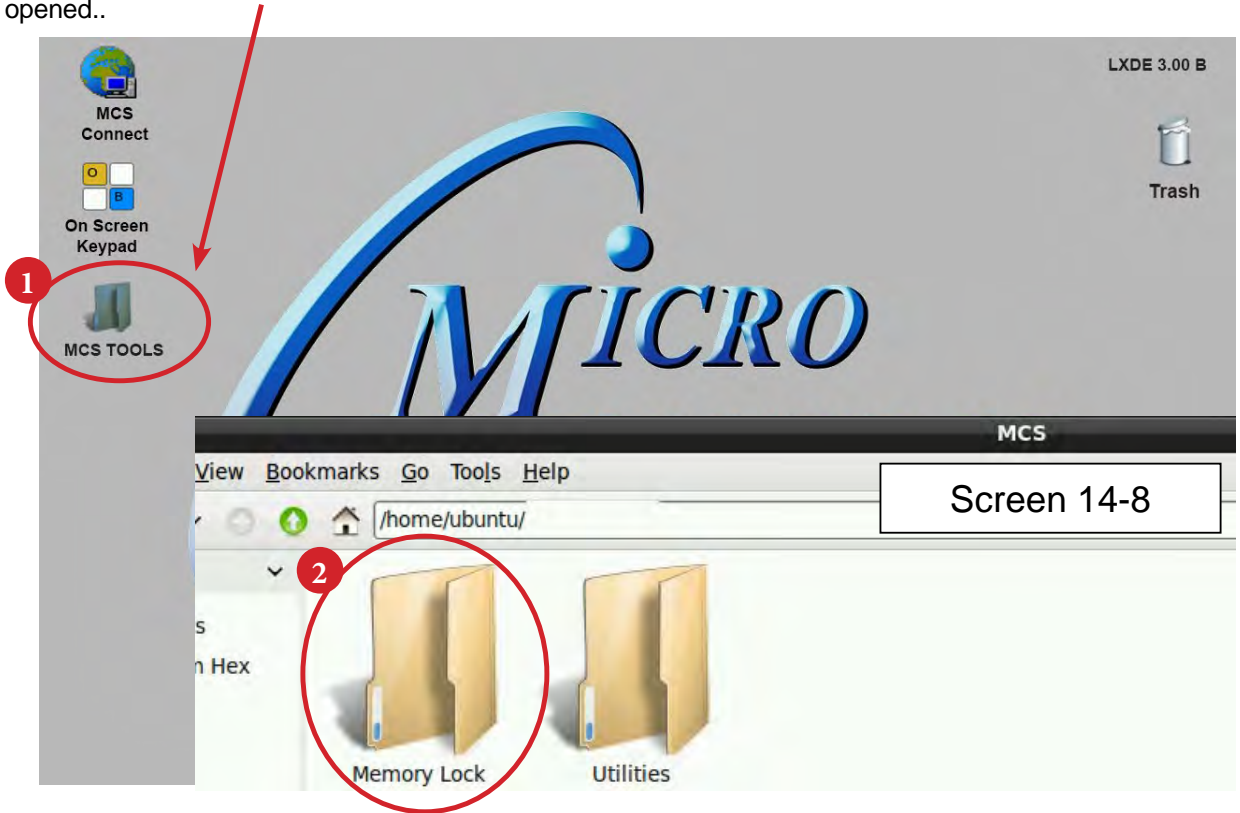 opened..
MCS
Connect
LXDE 3.00 B
Trash
O
B
On Screen
Keypad
1
MCS TOOLS
MICRO
MCS
View Bookmarks Go Tools Help
Screen 14-8
/home/ubuntu/
2
s
n Hex
Memory Lock
Utilities